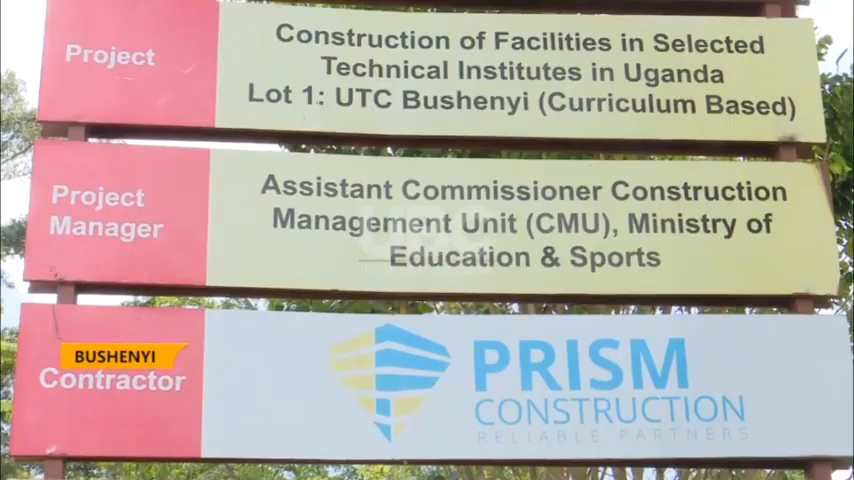 Project
Construction of Facilities in Selected
Technical Institutes in Uganda
Lot 1: UTC Bushenyi (Curriculum Based)
Project
Manager
Assistant Commissioner Construction
Management Unit (CMU), Ministry of
Education & Sports
BUSHENYI
Contractor
PRISM
CONSTRUCTION
RELIABLE PARTNERS